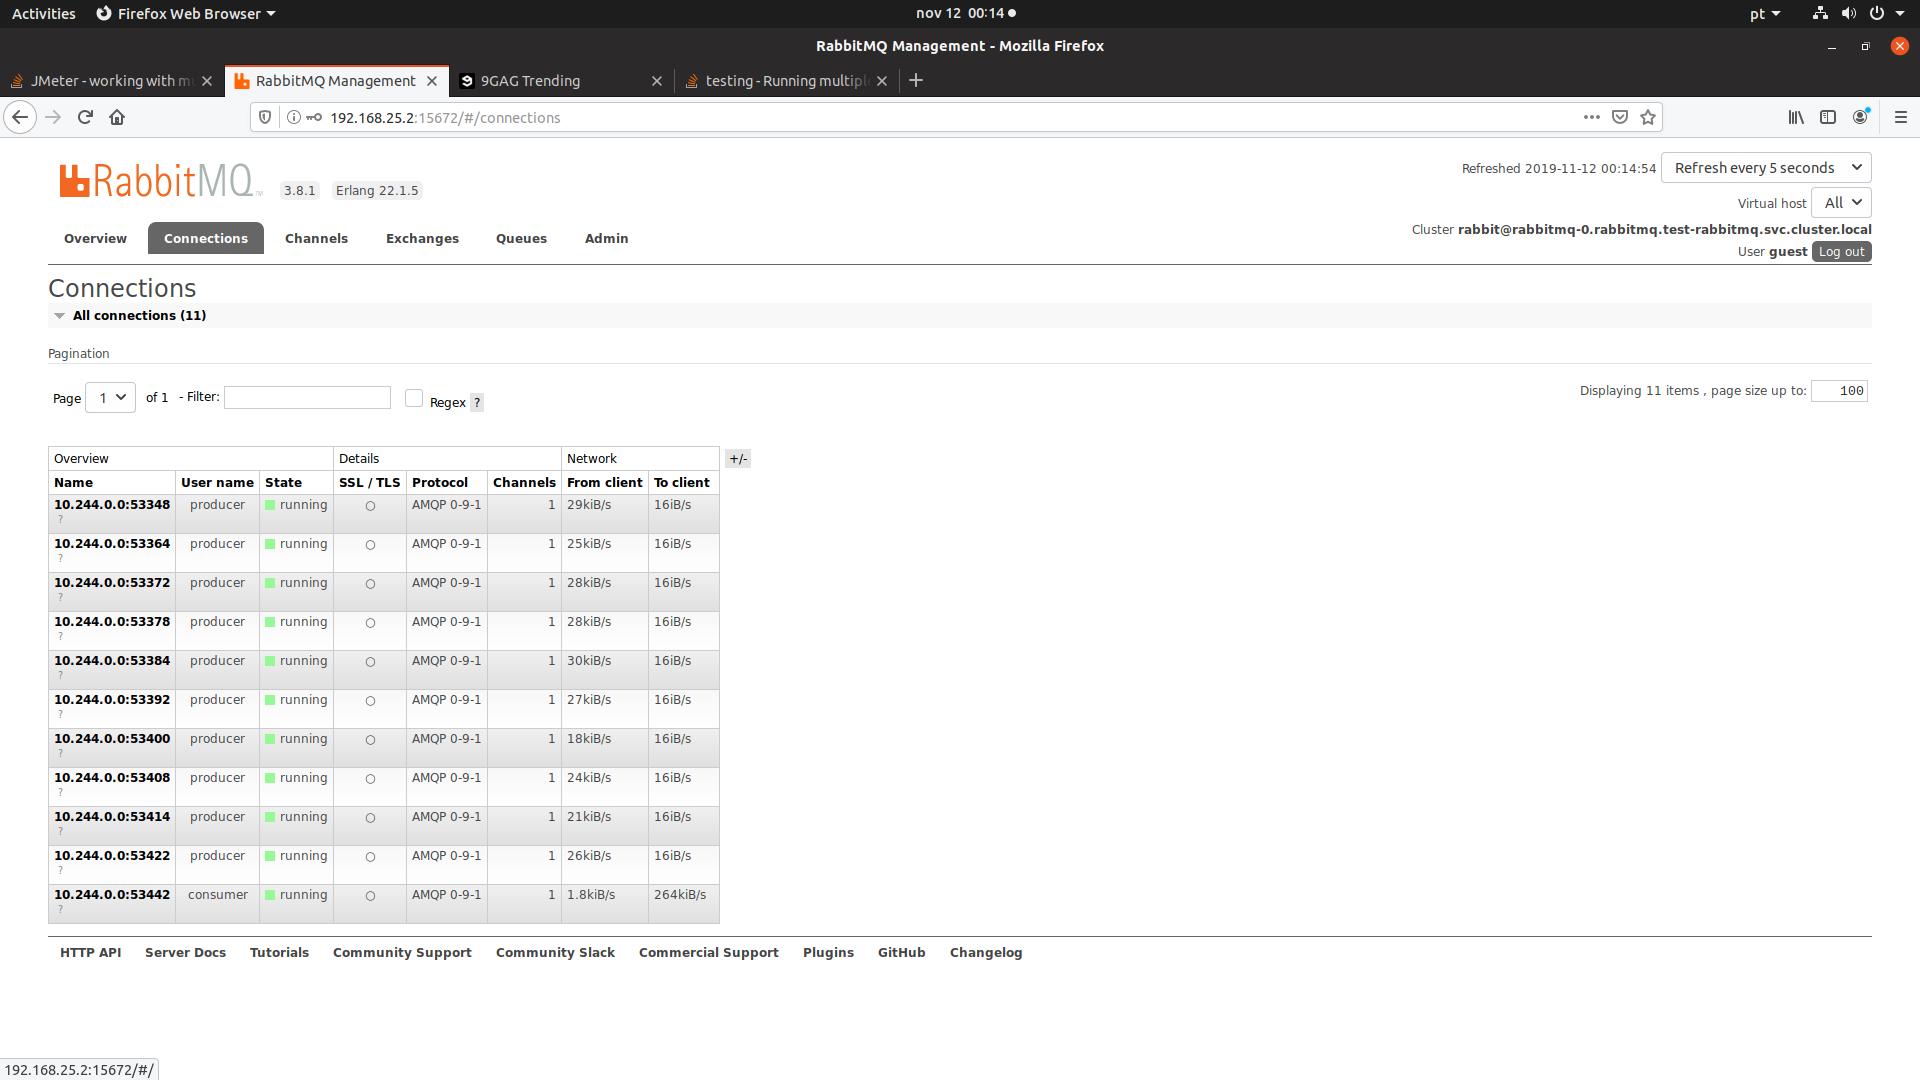 Activities Firefox Web Browser nov 12 00:14 pt
RabbitMQ Management - Mozilla Firefox
JMeter - working with m RabbitMQ Management 9GAG Trending testing - Running multipl
192.168.25.2:15672/#/connections
RabbitMQ TM 3.8.1 Erlang 22.1.5
Refreshed 2019-11-12 00:14:54 Refresh every 5 seconds
Virtual host All
Cluster rabbit@rabbitmq-0.rabbitmq.test-rabbitmq.svc.cluster.local
User guest Log out
Overview Connections Channels Exchanges Queues Admin
Connections
All connections (11)
Pagination
Page 1 of 1 - Filter: Regex ? Displaying 11 items , page size up to: 100
Overview Details Network +/-
Name User name State SSL / TLS Protocol Channels From client To client
10.244.0.0:53348 producer running ○ AMQP 0-9-1 1 29kiB/s 16iB/s
?
10.244.0.0:53364 producer running ○ AMQP 0-9-1 1 25kiB/s 16iB/s
?
10.244.0.0:53372 producer running ○ AMQP 0-9-1 1 28kiB/s 16iB/s
?
10.244.0.0:53378 producer running ○ AMQP 0-9-1 1 28kiB/s 16iB/s
?
10.244.0.0:53384 producer running ○ AMQP 0-9-1 1 30kiB/s 16iB/s
?
10.244.0.0:53392 producer running ○ AMQP 0-9-1 1 27kiB/s 16iB/s
?
10.244.0.0:53400 producer running ○ AMQP 0-9-1 1 18kiB/s 16iB/s
?
10.244.0.0:53408 producer running ○ AMQP 0-9-1 1 24kiB/s 16iB/s
?
10.244.0.0:53414 producer running ○ AMQP 0-9-1 1 21kiB/s 16iB/s
?
10.244.0.0:53422 producer running ○ AMQP 0-9-1 1 26kiB/s 16iB/s
?
10.244.0.0:53442 consumer running ○ AMQP 0-9-1 1 1.8kiB/s 264kiB/s
?
HTTP API Server Docs Tutorials Community Support Community Slack Commercial Support Plugins GitHub Changelog
192.168.25.2:15672/#/